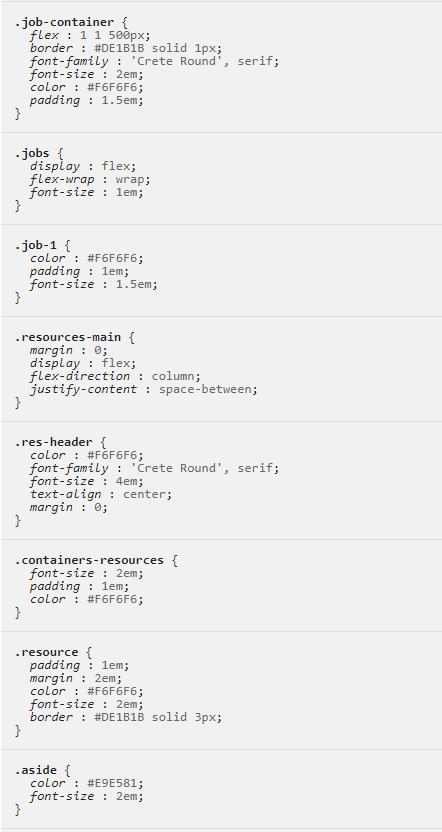 .job-container {
flex : 1 1 500px;
border : #DE1B1B solid 1px;
font-family : 'Crete Round', serif;
font-size : 2em;
color : #F6F6F6;
padding : 1.5em;
}
.jobs {
display : flex;
flex-wrap : wrap;
font-size : 1em;
}
.job-1 {
color : #F6F6F6;
padding : 1em;
font-size : 1.5em;
}
.resources-main {
margin : 0;
display : flex;
flex-direction : column;
justify-content : space-between;
}
.res-header {
color : #F6F6F6;
font-family : 'Crete Round', serif;
font-size : 4em;
text-align : center;
margin : 0;
}
.containers-resources {
font-size : 2em;
padding : 1em;
color : #F6F6F6;
}
.resource {
padding : 1em;
margin : 2em;
color : #F6F6F6;
font-size : 2em;
border : #DE1B1B solid 3px;
}
.aside {
color : #E9E581;
font-size : 2em;
}